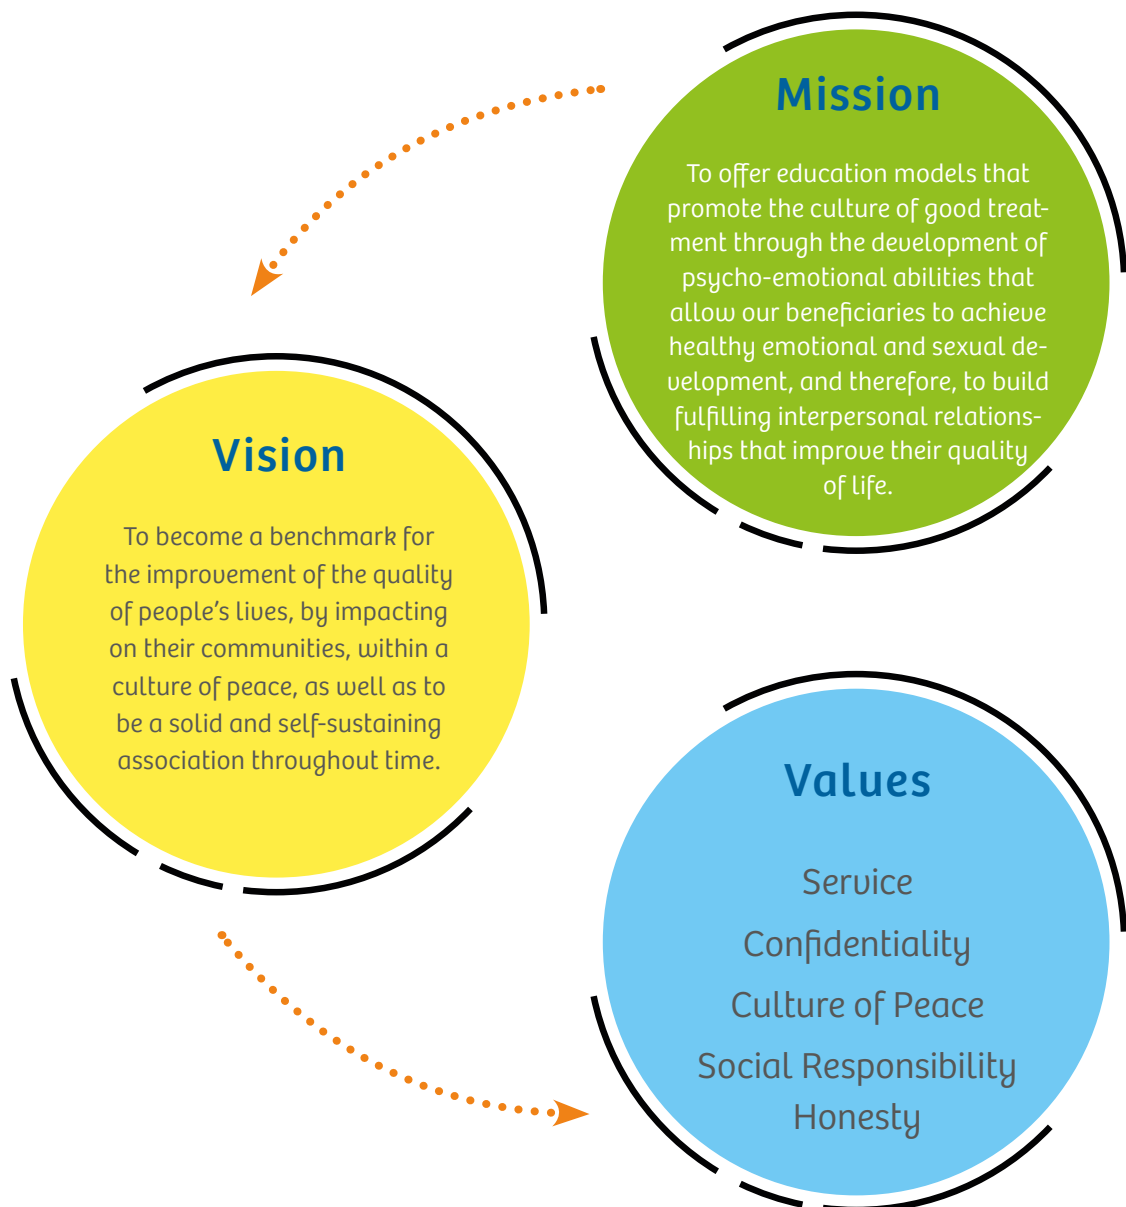 Mission
To offer education models that
promote the culture of good treat-
ment through the development of
psycho-emotional abilities that
allow our beneficiaries to achieve
healthy emotional and sexual de-
velopment, and therefore, to build
fulfilling interpersonal relations-
hips that improve their quality
of life.
Vision
To become a benchmark for
the improvement of the quality
of people’s lives, by impacting
on their communities, within a
culture of peace, as well as to
be a solid and self-sustaining
association throughout time.
Values
Service
Confidentiality
Culture of Peace
Social Responsibility
Honesty